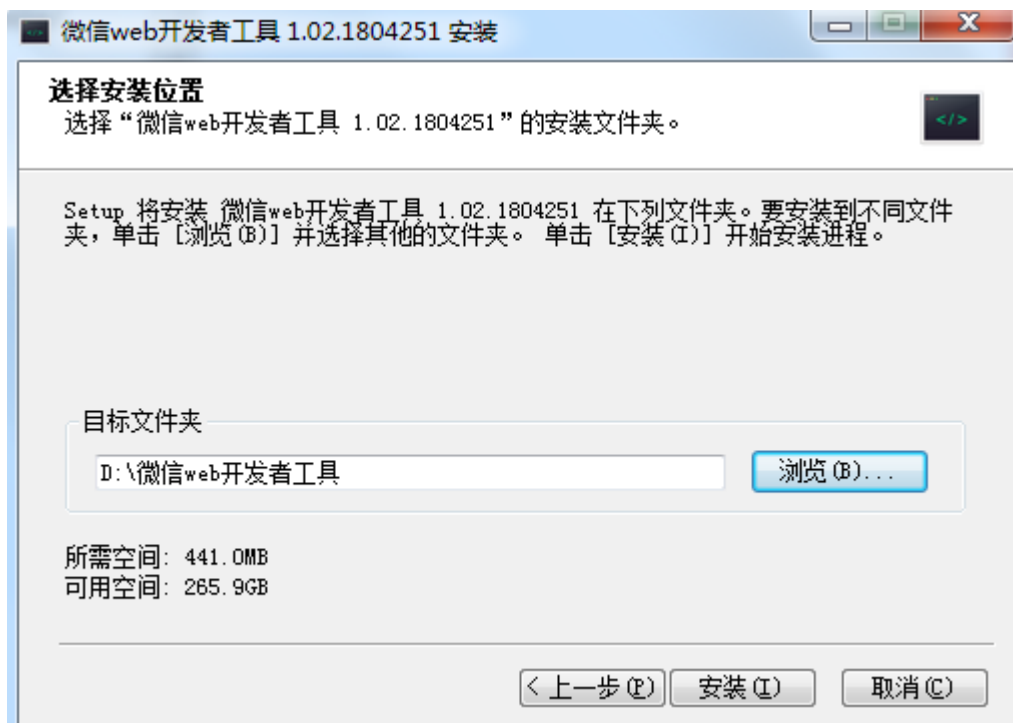 微信web开发者工具 1.02.1804251 安装
选择安装位置
选择“微信web开发者工具 1.02.1804251”的安装文件夹。
</>
Setup 将安装 微信web开发者工具 1.02.1804251 在下列文件夹。要安装到不同文件
夹，单击 [浏览(B)] 并选择其他的文件夹。 单击 [安装(I)] 开始安装进程。
目标文件夹
D:\微信web开发者工具
浏览(B)...
所需空间: 441.0MB
可用空间: 265.9GB
< 上一步(P)
安装(I)
取消(C)